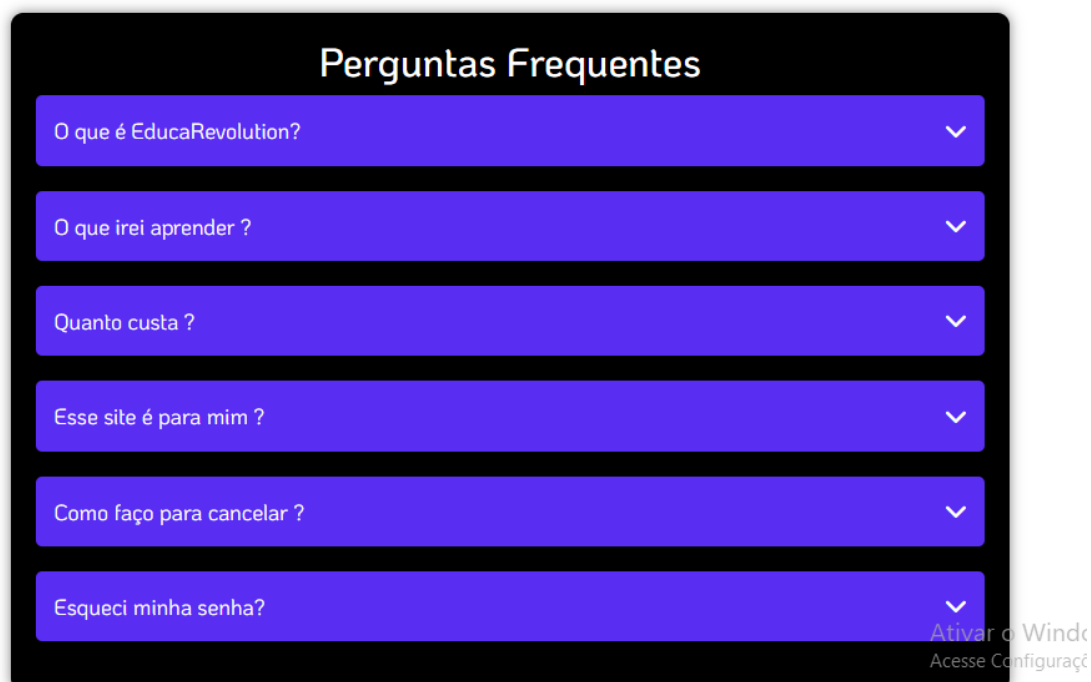 Perguntas Frequentes
O que é EducaRevolution?
O que irei aprender ?
Quanto custa ?
Esse site é para mim ?
Como faço para cancelar ?
Esqueci minha senha?
Ativar o
Acesse